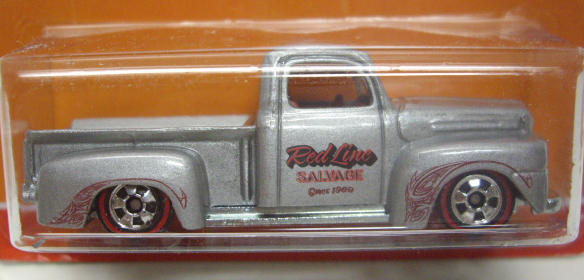 Red Line
SALVAGE
Since 1969